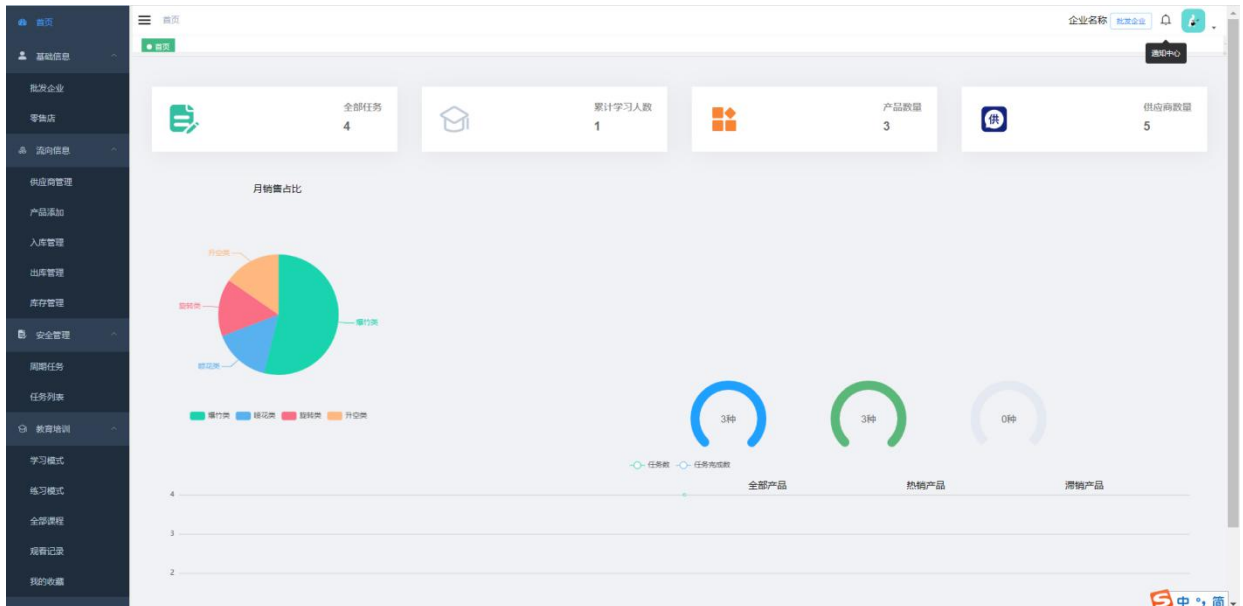 首页
基础信息
批发企业
零售店
流向信息
供应商管理
产品添加
入库管理
出库管理
库存管理
安全管理
周期任务
任务列表
教育培训
学习模式
练习模式
全部课程
观看记录
我的收藏
首页
企业名称 批发企业
首页
通知中心
全部任务
4
累计学习人数
1
产品数量
3
供
供应商数量
5
月销售占比
升空类
旋转类
爆竹类
爆竹类 旋转类 升空类
3种 3种 0种
任务数 任务完成数
全部产品 热销产品 滞销产品
4
3
2
中 °, 简